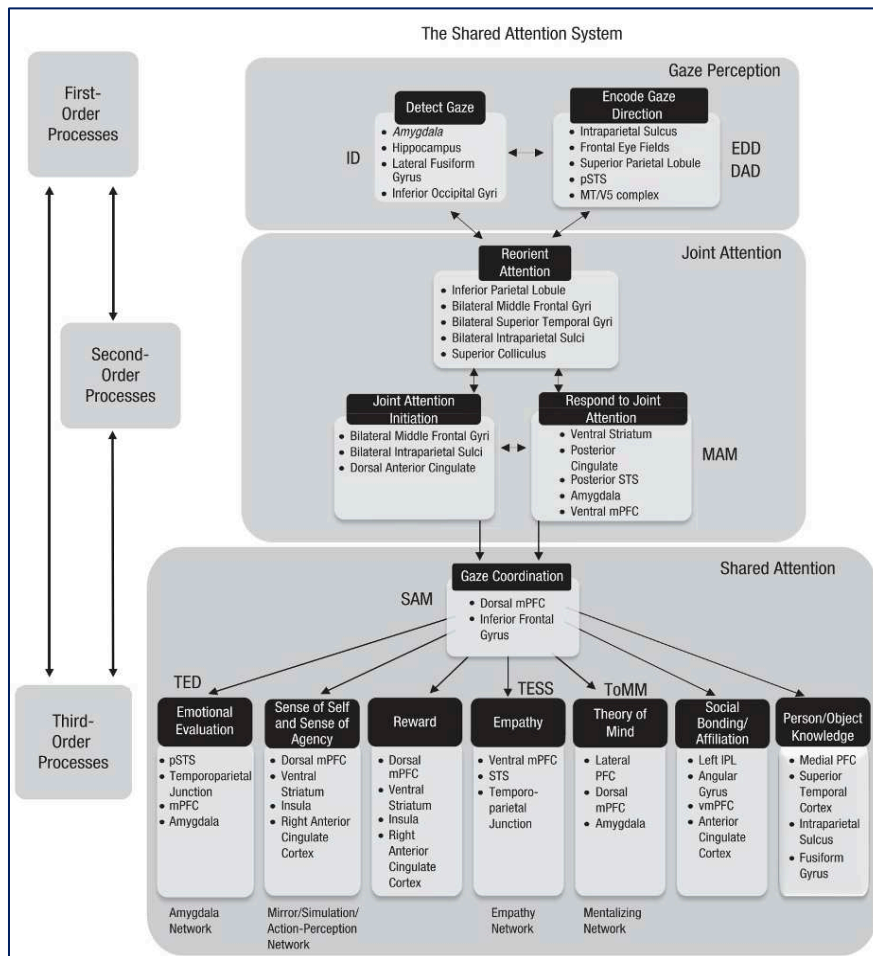 The Shared Attention System
First-
Order
Processes
Second-
Order
Processes
Third-
Order
Processes
Gaze Perception
Detect Gaze
• Amygdala
• Hippocampus
• Lateral Fusiform
Gyrus
• Inferior Occipital Gyri
ID
Encode Gaze
Direction
• Intraparietal Sulcus
• Frontal Eye Fields
• Superior Parietal Lobule
• pSTS
• MT/V5 complex
EDD
DAD
Joint Attention
Reorient
Attention
• Inferior Parietal Lobule
• Bilateral Middle Frontal Gyri
• Bilateral Superior Temporal Gyri
• Bilateral Intraparietal Sulci
• Superior Colliculus
Joint Attention
Initiation
• Bilateral Middle Frontal Gyri
• Bilateral Intraparietal Sulci
• Dorsal Anterior Cingulate
Respond to Joint
Attention
• Ventral Striatum
• Posterior
Cingulate
• Posterior STS
• Amygdala
• Ventral mPFC
MAM
Shared Attention
Gaze Coordination
• Dorsal mPFC
• Inferior Frontal
Gyrus
SAM
TED
Emotional
Evaluation
• pSTS
• Temporoparietal
Junction
• mPFC
• Amygdala
Amygdala
Network
Sense of Self
and Sense of
Agency
• Dorsal mPFC
• Ventral
Striatum
• Insula
• Right Anterior
Cingulate
Cortex
Mirror/Simulation/
Action-Perception
Network
Reward
• Dorsal
mPFC
• Ventral
Striatum
• Insula
• Right
Anterior
Cingulate
Cortex
TESS
Empathy
• Ventral mPFC
• STS
• Temporo-
parietal
Junction
Empathy
Network
ToMM
Theory of
Mind
• Lateral
PFC
• Dorsal
mPFC
• Amygdala
Mentalizing
Network
Social
Bonding/
Affiliation
• Left IPL
• Angular
Gyrus
• vmPFC
• Anterior
Cingulate
Cortex
Person/Object
Knowledge
• Medial PFC
• Superior
Temporal
Cortex
• Intraparietal
Sulcus
• Fusiform
Gyrus